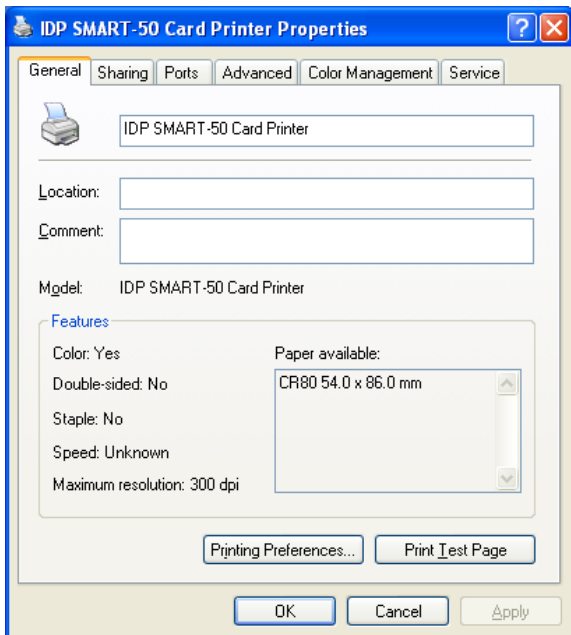 IDP SMART-50 Card Printer Properties
General Sharing Ports Advanced Color Management Service
IDP SMART-50 Card Printer
Location:
Comment:
Model: IDP SMART-50 Card Printer
Features
Color: Yes
Paper available:
Double-sided: No
CR80 54.0 x 86.0 mm
Staple: No
Speed: Unknown
Maximum resolution: 300 dpi
Printing Preferences... Print Test Page
OK Cancel Apply